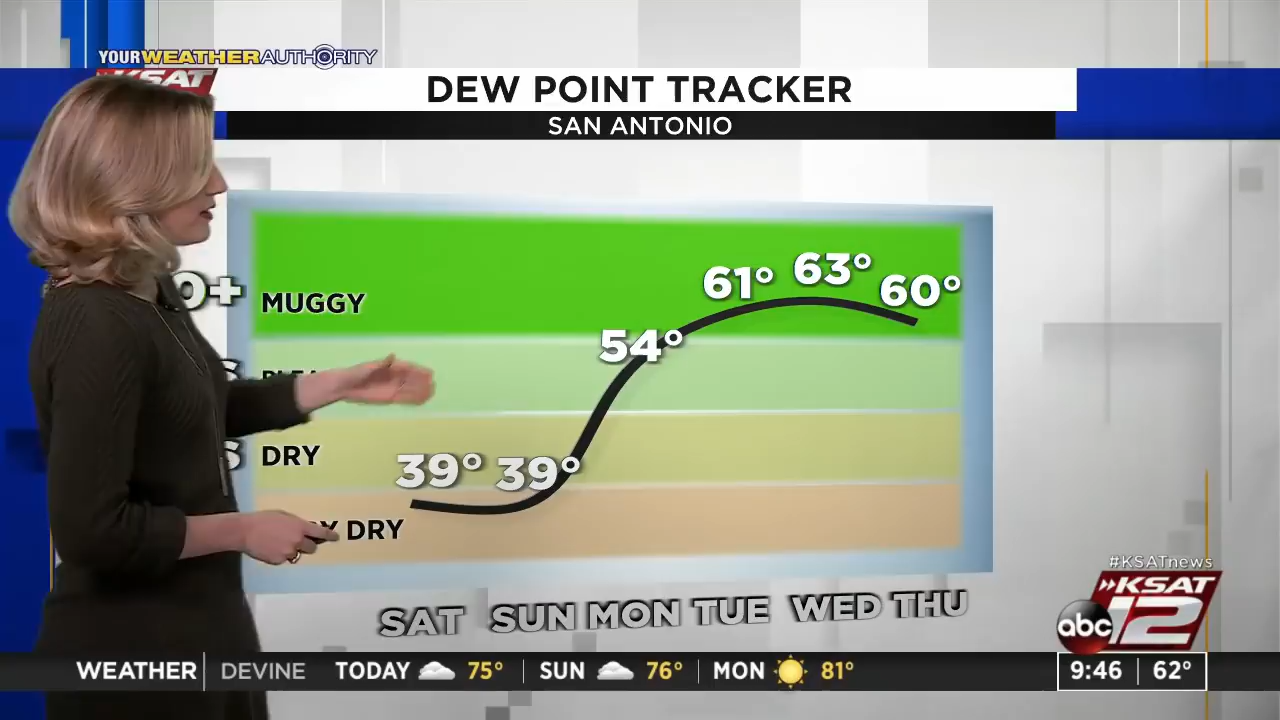 YOUR WEATHER AUTHORITY
KSAT
DEW POINT TRACKER
SAN ANTONIO
0+ MUGGY
61° 63° 60°
54°
DRY
39° 39°
DRY
SAT SUN MON TUE WED THU
#KSATnews
KSAT
abc 12
WEATHER DEVINE TODAY 75° SUN 76° MON 81° 9:46 62°